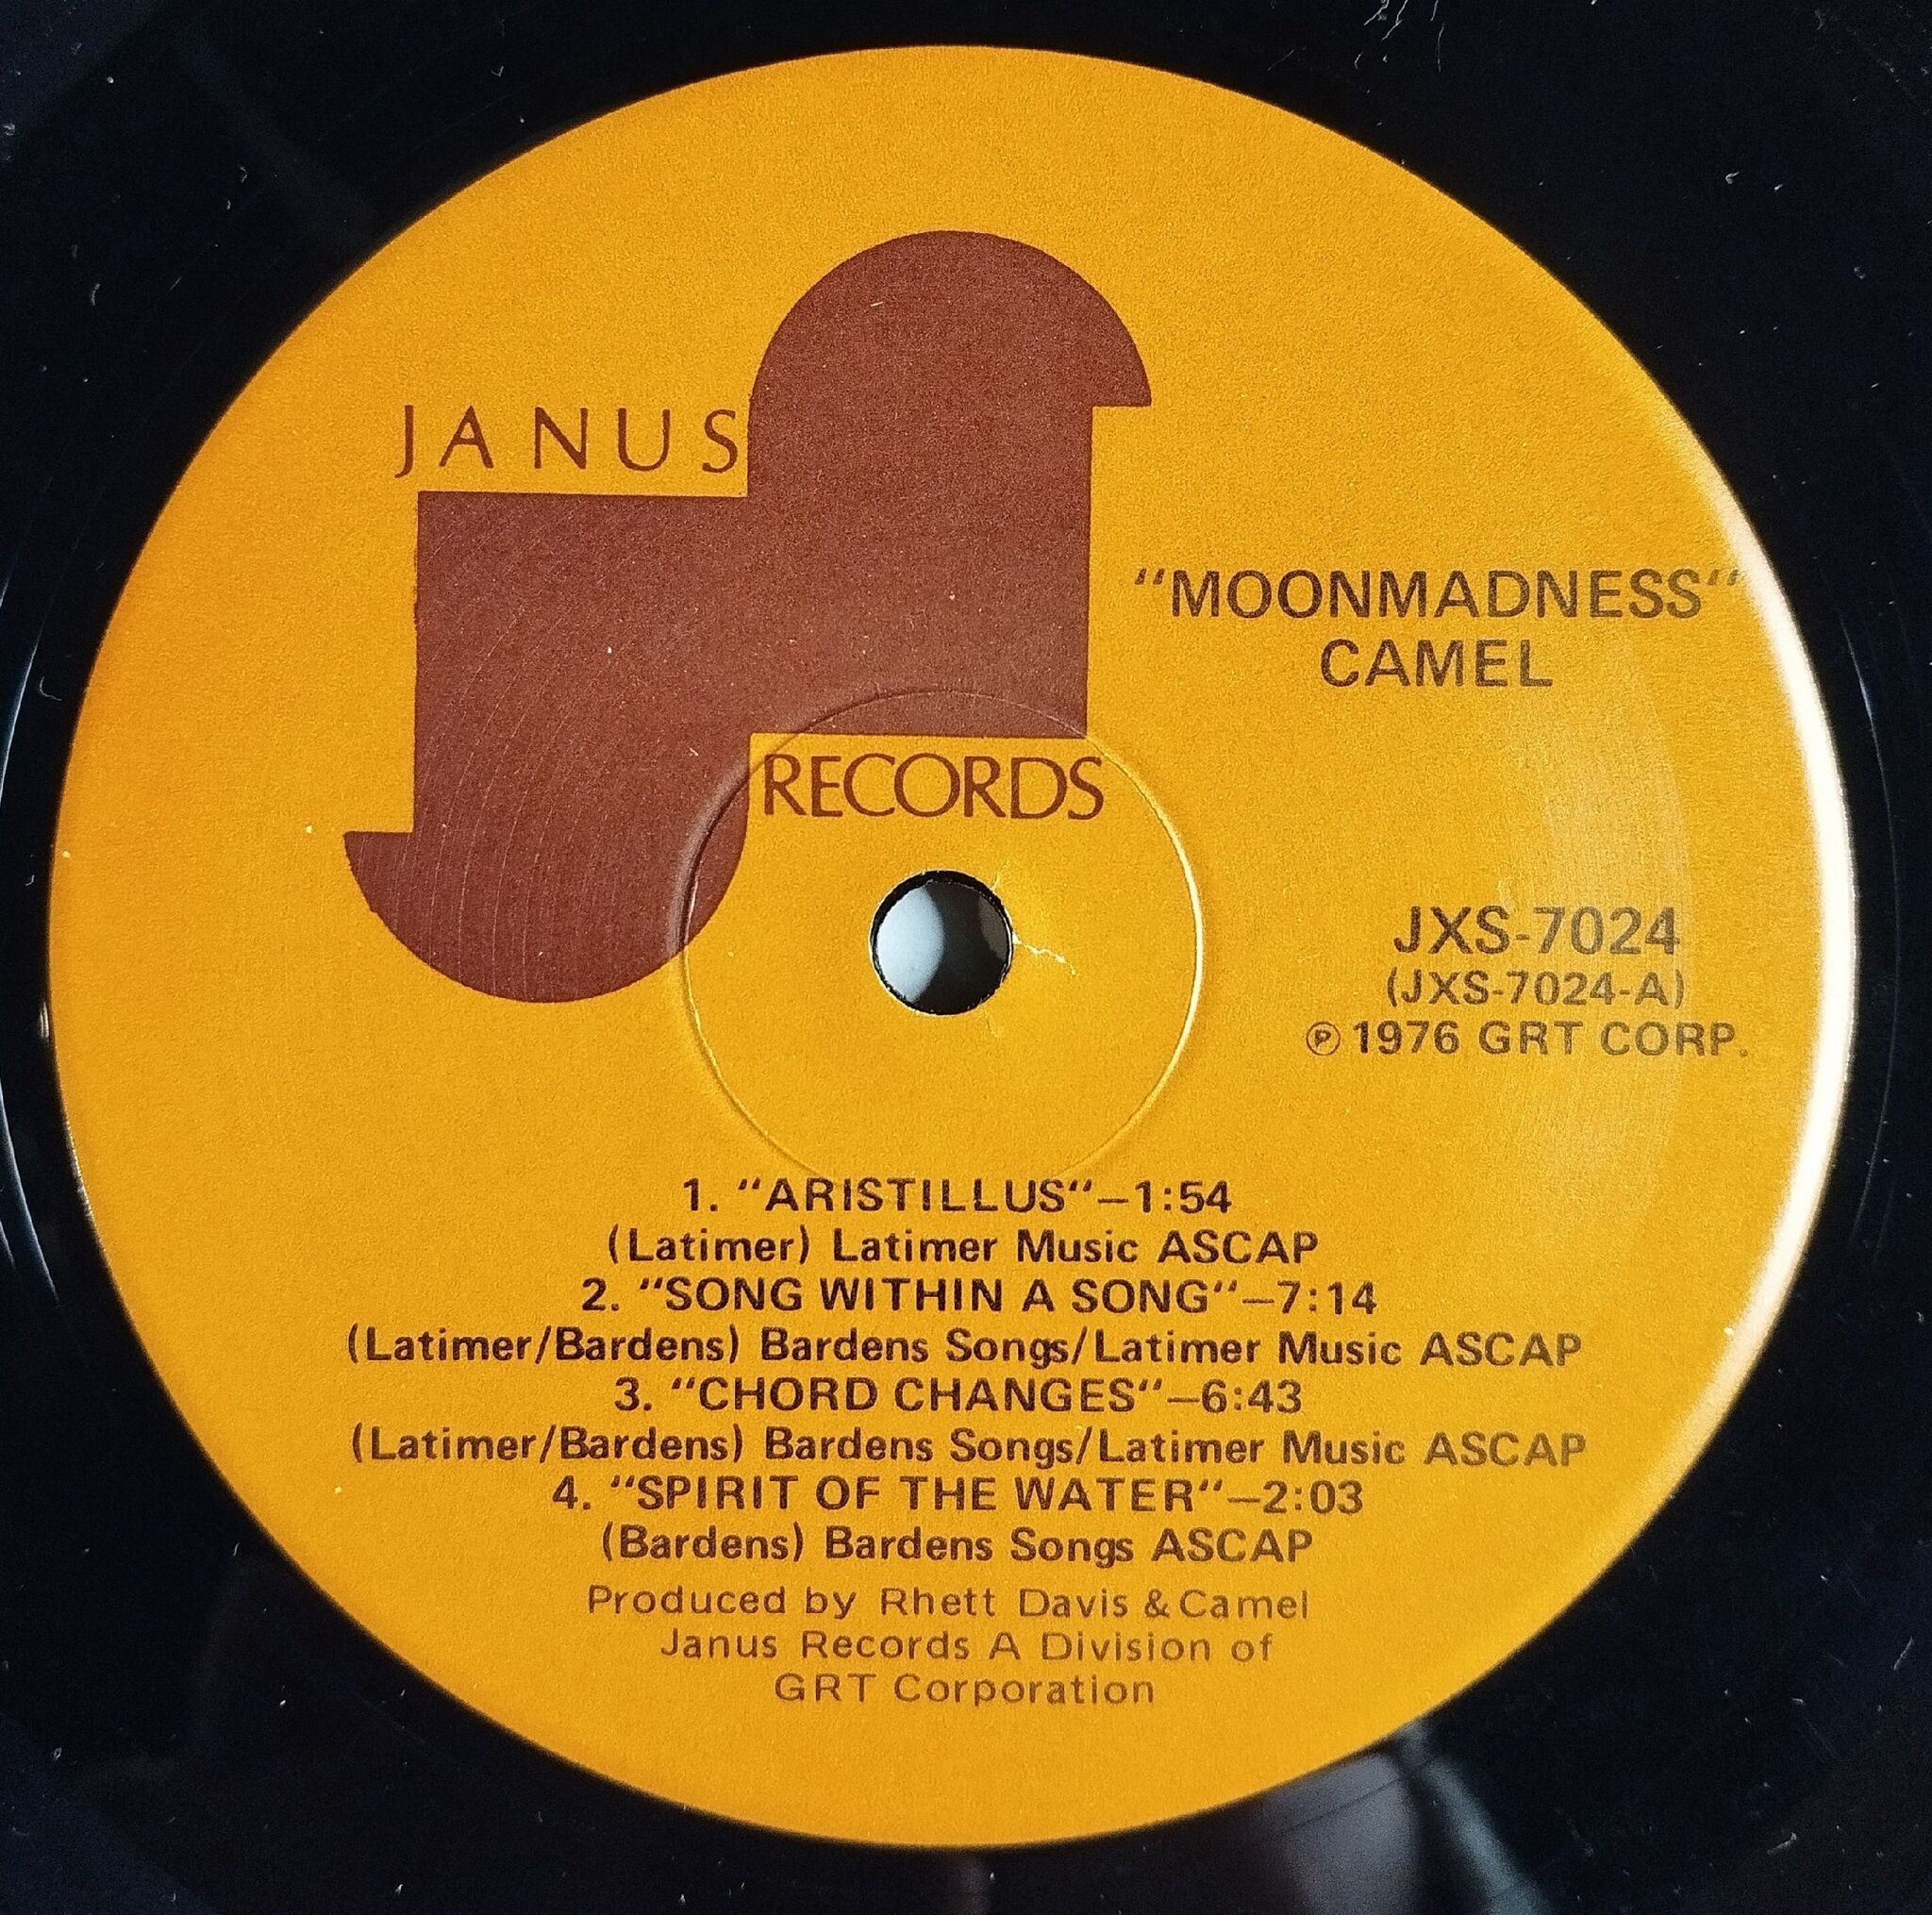 JANUS
RECORDS
“MOONMADNESS“
CAMEL
JXS-7024
(JXS-7024-A)
℗ 1976 GRT CORP.
1. “ARISTILLUS“—1:54
(Latimer) Latimer Music ASCAP
2. “SONG WITHIN A SONG“—7:14
(Latimer/Bardens) Bardens Songs/Latimer Music ASCAP
3. “CHORD CHANGES“—6:43
(Latimer/Bardens) Bardens Songs/Latimer Music ASCAP
4. “SPIRIT OF THE WATER“—2:03
(Bardens) Bardens Songs ASCAP
Produced by Rhett Davis & Camel
Janus Records A Division of
GRT Corporation